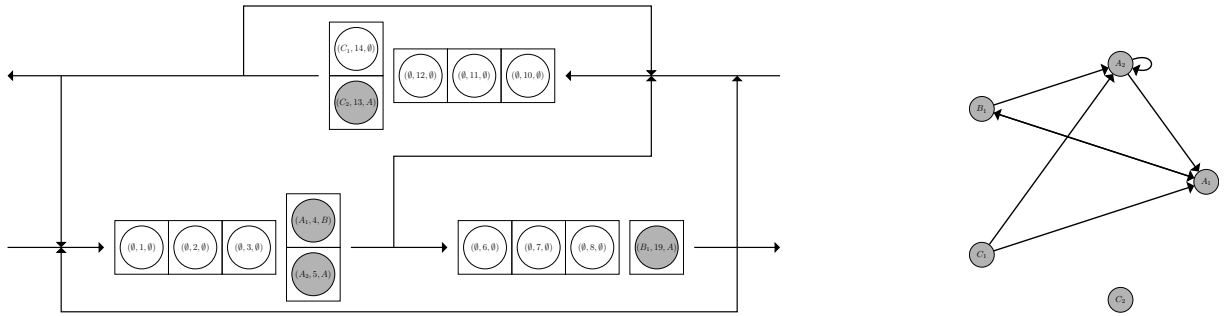 (C₁, 14, ∅)
(∅, 12, ∅) (∅, 11, ∅) (∅, 10, ∅)
(C₂, 13, A)
(A₁, 4, B)
(∅, 1, ∅) (∅, 2, ∅) (∅, 3, ∅)
(A₂, 5, A)
(∅, 6, ∅) (∅, 7, ∅) (∅, 8, ∅) (B₁, 19, A)
A₂
B₁
A₁
C₁
C₂